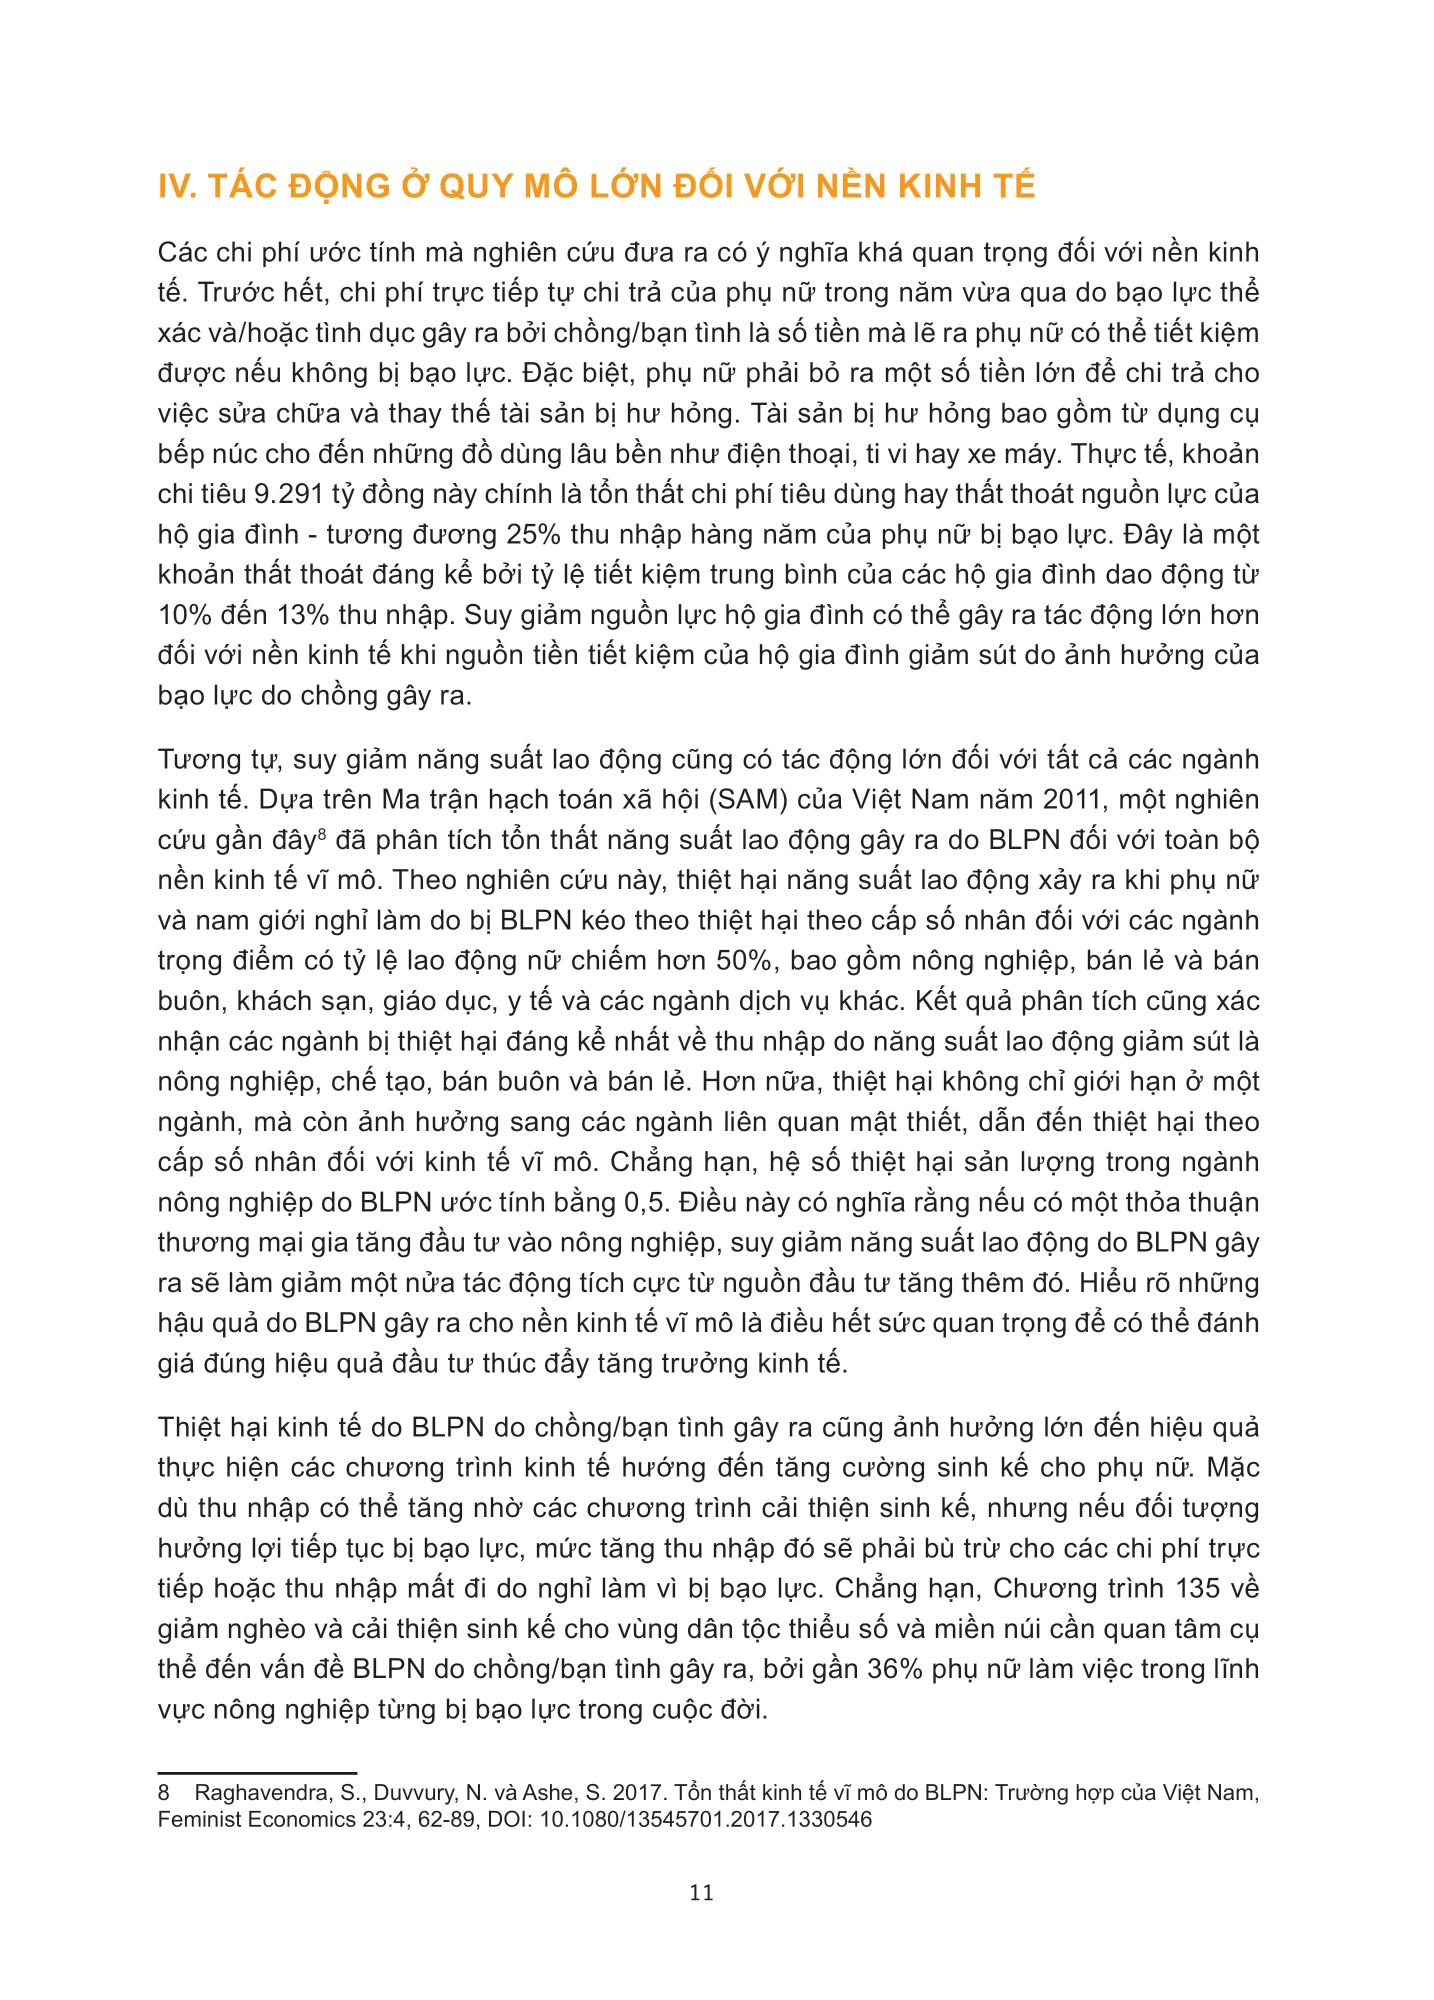 IV. TÁC ĐỘNG Ở QUY MÔ LỚN ĐỐI VỚI NỀN KINH TẾ
Các chi phí ước tính mà nghiên cứu đưa ra có ý nghĩa khá quan trọng đối với nền kinh
tế. Trước hết, chi phí trực tiếp tự chi trả của phụ nữ trong năm vừa qua do bạo lực thể
xác và/hoặc tình dục gây ra bởi chồng/bạn tình là số tiền mà lẽ ra phụ nữ có thể tiết kiệm
được nếu không bị bạo lực. Đặc biệt, phụ nữ phải bỏ ra một số tiền lớn để chi trả cho
việc sửa chữa và thay thế tài sản bị hư hỏng. Tài sản bị hư hỏng bao gồm từ dụng cụ
bếp núc cho đến những đồ dùng lâu bền như điện thoại, ti vi hay xe máy. Thực tế, khoản
chi tiêu 9.291 tỷ đồng này chính là tổn thất chi phí tiêu dùng hay thất thoát nguồn lực của
hộ gia đình - tương đương 25% thu nhập hàng năm của phụ nữ bị bạo lực. Đây là một
khoản thất thoát đáng kể bởi tỷ lệ tiết kiệm trung bình của các hộ gia đình dao động từ
10% đến 13% thu nhập. Suy giảm nguồn lực hộ gia đình có thể gây ra tác động lớn hơn
đối với nền kinh tế khi nguồn tiền tiết kiệm của hộ gia đình giảm sút do ảnh hưởng của
bạo lực do chồng gây ra.
Tương tự, suy giảm năng suất lao động cũng có tác động lớn đối với tất cả các ngành
kinh tế. Dựa trên Ma trận hạch toán xã hội (SAM) của Việt Nam năm 2011, một nghiên
cứu gần đây⁸ đã phân tích tổn thất năng suất lao động gây ra do BLPN đối với toàn bộ
nền kinh tế vĩ mô. Theo nghiên cứu này, thiệt hại năng suất lao động xảy ra khi phụ nữ
và nam giới nghỉ làm do bị BLPN kéo theo thiệt hại theo cấp số nhân đối với các ngành
trọng điểm có tỷ lệ lao động nữ chiếm hơn 50%, bao gồm nông nghiệp, bán lẻ và bán
buôn, khách sạn, giáo dục, y tế và các ngành dịch vụ khác. Kết quả phân tích cũng xác
nhận các ngành bị thiệt hại đáng kể nhất về thu nhập do năng suất lao động giảm sút là
nông nghiệp, chế tạo, bán buôn và bán lẻ. Hơn nữa, thiệt hại không chỉ giới hạn ở một
ngành, mà còn ảnh hưởng sang các ngành liên quan mật thiết, dẫn đến thiệt hại theo
cấp số nhân đối với kinh tế vĩ mô. Chẳng hạn, hệ số thiệt hại sản lượng trong ngành
nông nghiệp do BLPN ước tính bằng 0,5. Điều này có nghĩa rằng nếu có một thỏa thuận
thương mại gia tăng đầu tư vào nông nghiệp, suy giảm năng suất lao động do BLPN gây
ra sẽ làm giảm một nửa tác động tích cực từ nguồn đầu tư tăng thêm đó. Hiểu rõ những
hậu quả do BLPN gây ra cho nền kinh tế vĩ mô là điều hết sức quan trọng để có thể đánh
giá đúng hiệu quả đầu tư thúc đẩy tăng trưởng kinh tế.
Thiệt hại kinh tế do BLPN do chồng/bạn tình gây ra cũng ảnh hưởng lớn đến hiệu quả
thực hiện các chương trình kinh tế hướng đến tăng cường sinh kế cho phụ nữ. Mặc
dù thu nhập có thể tăng nhờ các chương trình cải thiện sinh kế, nhưng nếu đối tượng
hưởng lợi tiếp tục bị bạo lực, mức tăng thu nhập đó sẽ phải bù trừ cho các chi phí trực
tiếp hoặc thu nhập mất đi do nghỉ làm vì bị bạo lực. Chẳng hạn, Chương trình 135 về
giảm nghèo và cải thiện sinh kế cho vùng dân tộc thiểu số và miền núi cần quan tâm cụ
thể đến vấn đề BLPN do chồng/bạn tình gây ra, bởi gần 36% phụ nữ làm việc trong lĩnh
vực nông nghiệp từng bị bạo lực trong cuộc đời.
8 Raghavendra, S., Duvvury, N. và Ashe, S. 2017. Tổn thất kinh tế vĩ mô do BLPN: Trường hợp của Việt Nam,
Feminist Economics 23:4, 62-89, DOI: 10.1080/13545701.2017.1330546
11